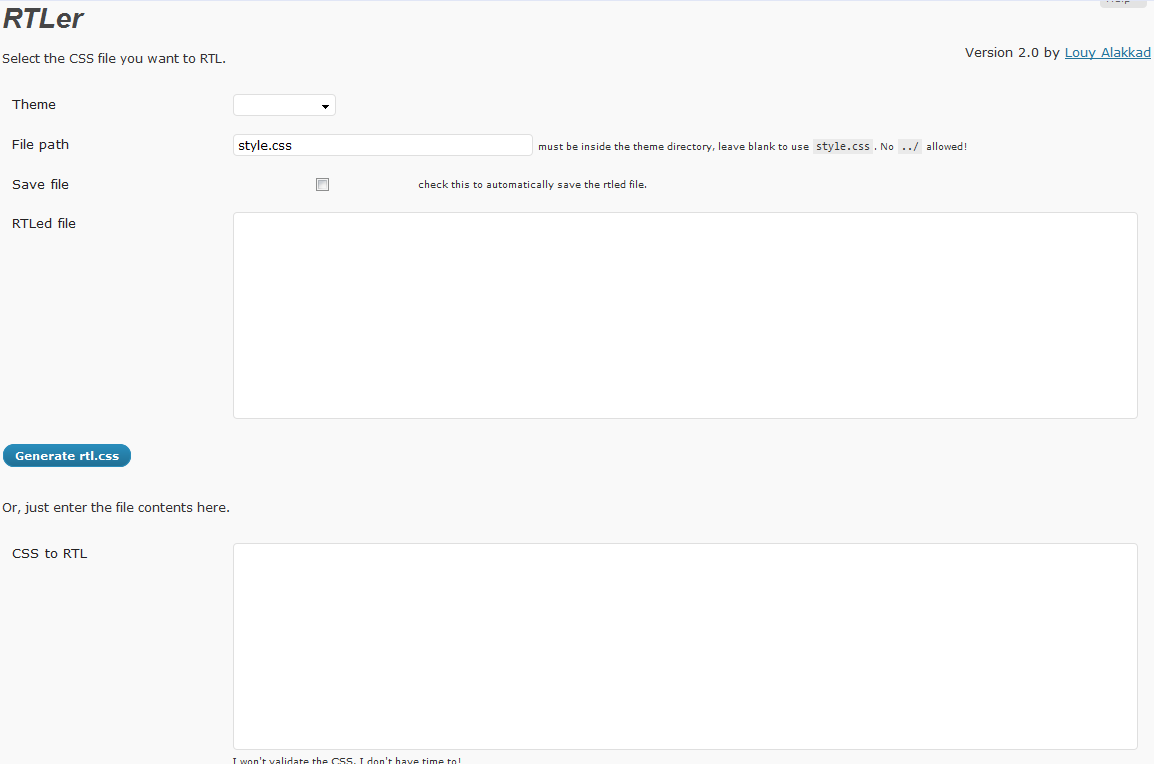 Help
RTLer
Version 2.0 by Louy Alakkad
Select the CSS file you want to RTL.
Theme
File path style.css must be inside the theme directory, leave blank to use style.css. No ../ allowed!
Save file check this to automatically save the rtled file.
RTLed file
Generate rtl.css
Or, just enter the file contents here.
CSS to RTL
I won't validate the CSS, I don't have time to!